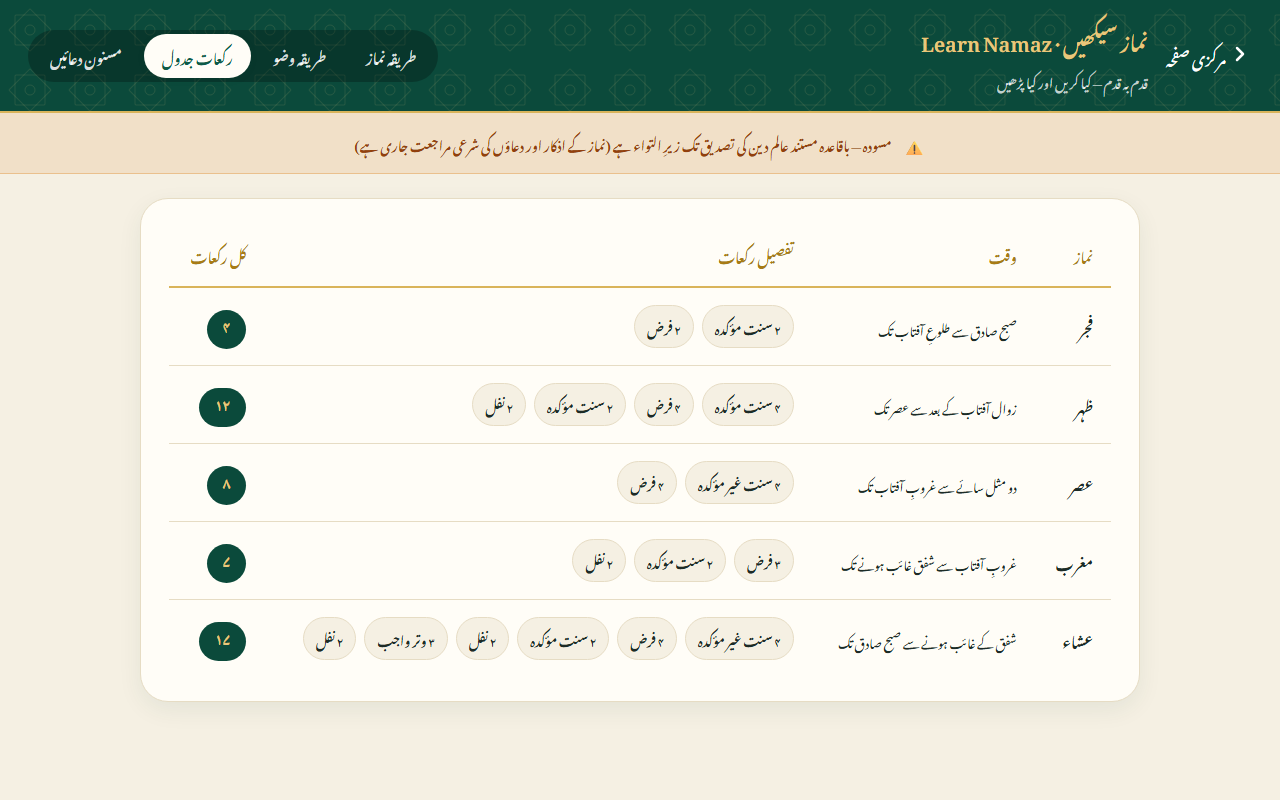 مرکزی صفحہ
نماز سیکھیں · Learn Namaz
قدم بہ قدم — کیا کریں اور کیا پڑھیں
طریقہ نماز
طریقہ وضو
رکعات جدول
مسنون دعائیں
⚠️ مسودہ — باقاعدہ مستند عالم دین کی تصدیق تک زیرِ التواء ہے (نماز کے اذکار اور دعاؤں کی شرعی مراجعت جاری ہے)
نماز وقت تفصیل رکعات کل رکعات
فجر صبح صادق سے طلوعِ آفتاب تک ۲ سنت مؤکدہ ۲ فرض ۴
ظہر زوال آفتاب کے بعد سے عصر تک ۴ سنت مؤکدہ ۴ فرض ۲ سنت مؤکدہ ۲ نفل ۱۲
عصر دو مثل سائے سے غروبِ آفتاب تک ۴ سنت غیر مؤکدہ ۴ فرض ۸
مغرب غروبِ آفتاب سے شفق غائب ہونے تک ۳ فرض ۲ سنت مؤکدہ ۲ نفل ۷
عشاء شفق کے غائب ہونے سے صبح صادق تک ۴ سنت غیر مؤکدہ ۴ فرض ۲ سنت مؤکدہ ۲ نفل ۳ وتر واجب ۲ نفل ۱۷